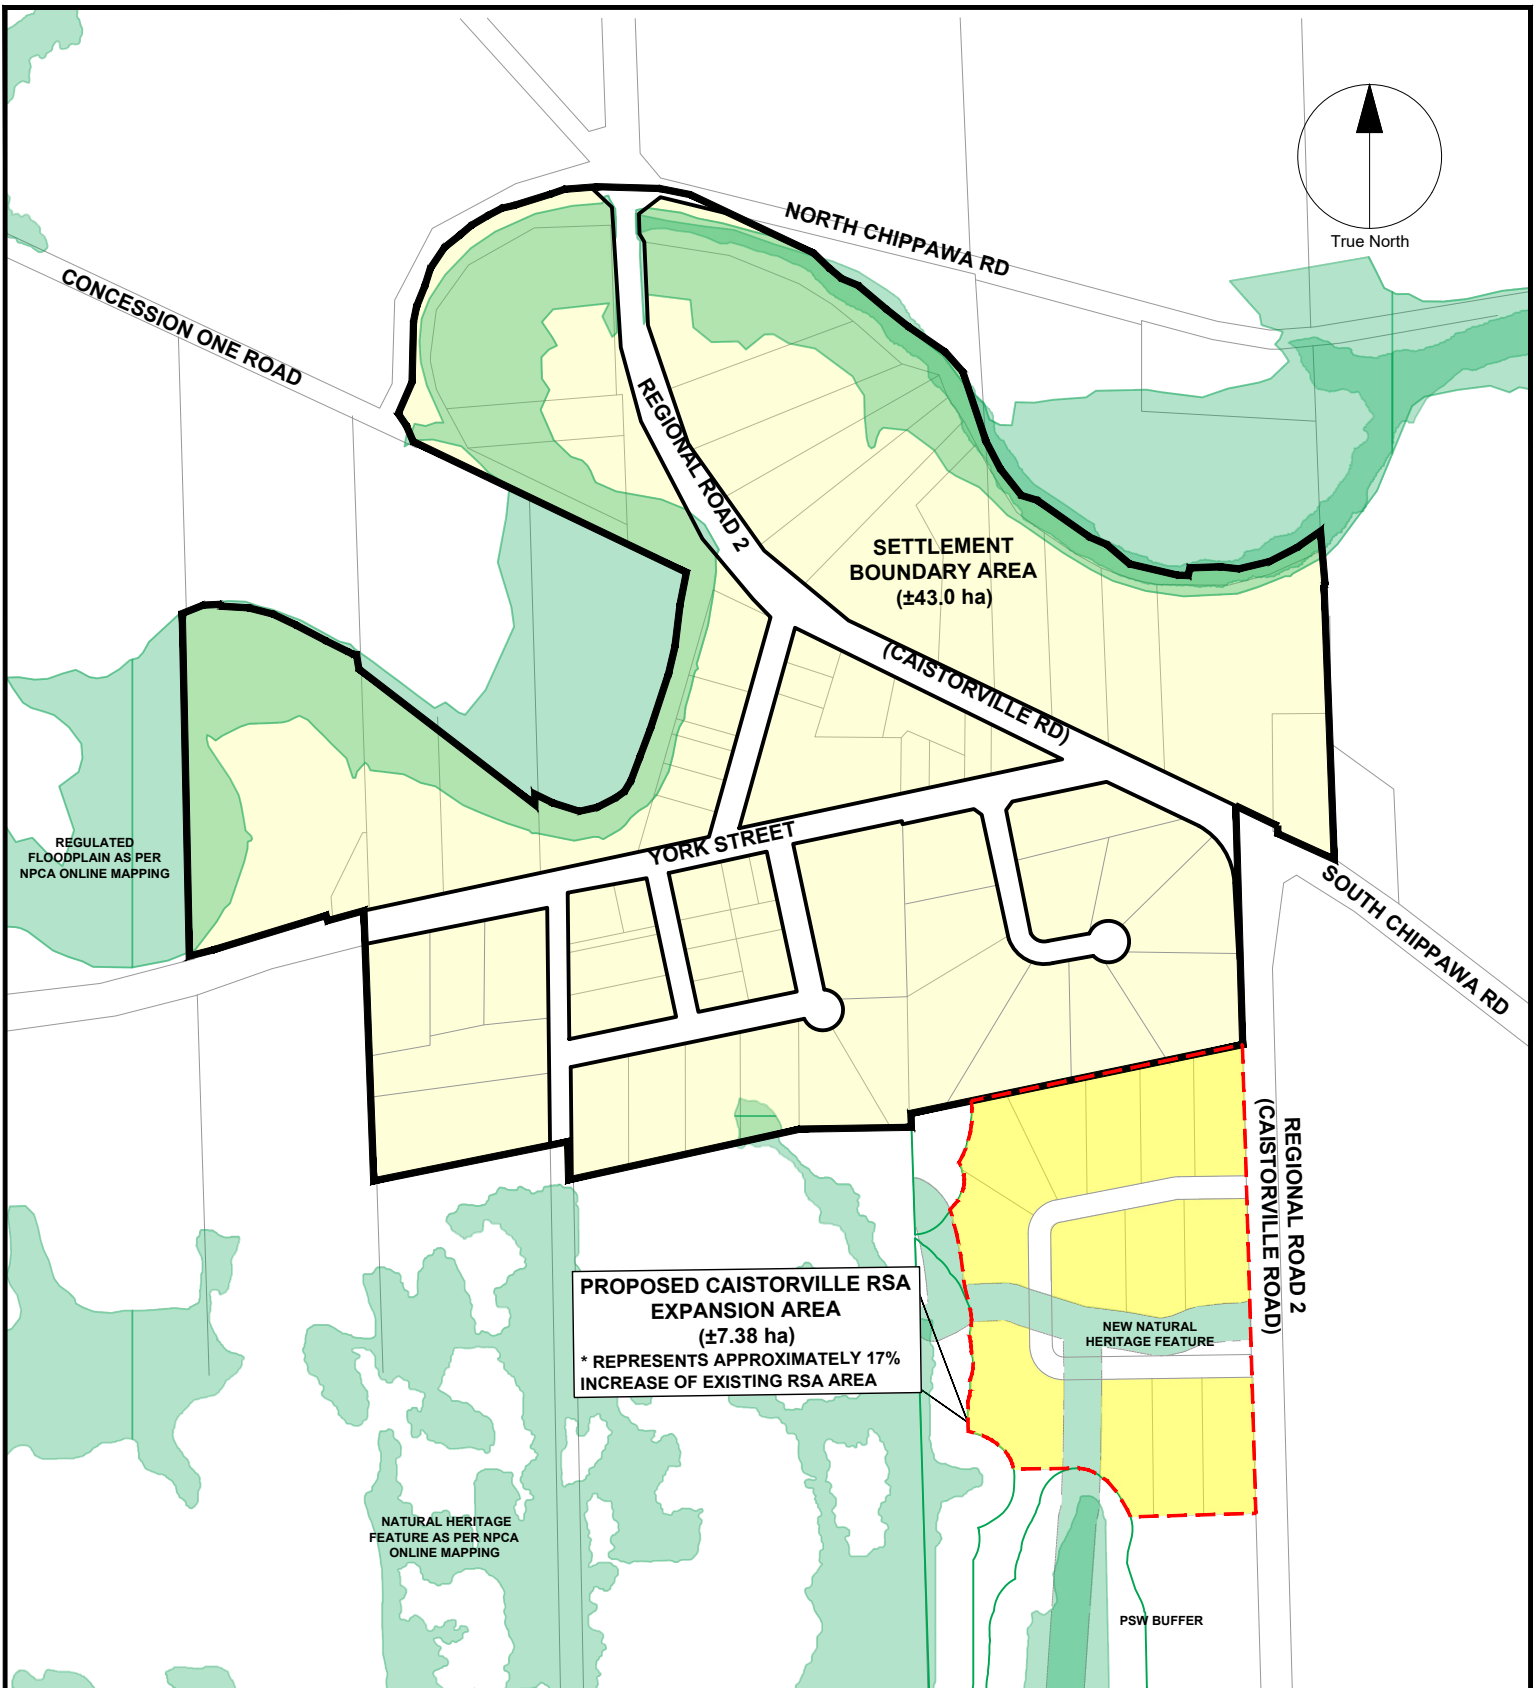 NORTH CHIPPAWA RD
True North
CONCESSION ONE ROAD
REGIONAL ROAD 2
SETTLEMENT
BOUNDARY AREA
(±43.0 ha)
(CAISTORVILLE RD)
YORK STREET
REGULATED
FLOODPLAIN AS PER
NPCA ONLINE MAPPING
SOUTH CHIPPAWA RD
REGIONAL ROAD 2
(CAISTORVILLE ROAD)
PROPOSED CAISTORVILLE RSA
EXPANSION AREA
(±7.38 ha)
* REPRESENTS APPROXIMATELY 17%
INCREASE OF EXISTING RSA AREA
NEW NATURAL
HERITAGE FEATURE
NATURAL HERITAGE
FEATURE AS PER NPCA
ONLINE MAPPING
PSW BUFFER